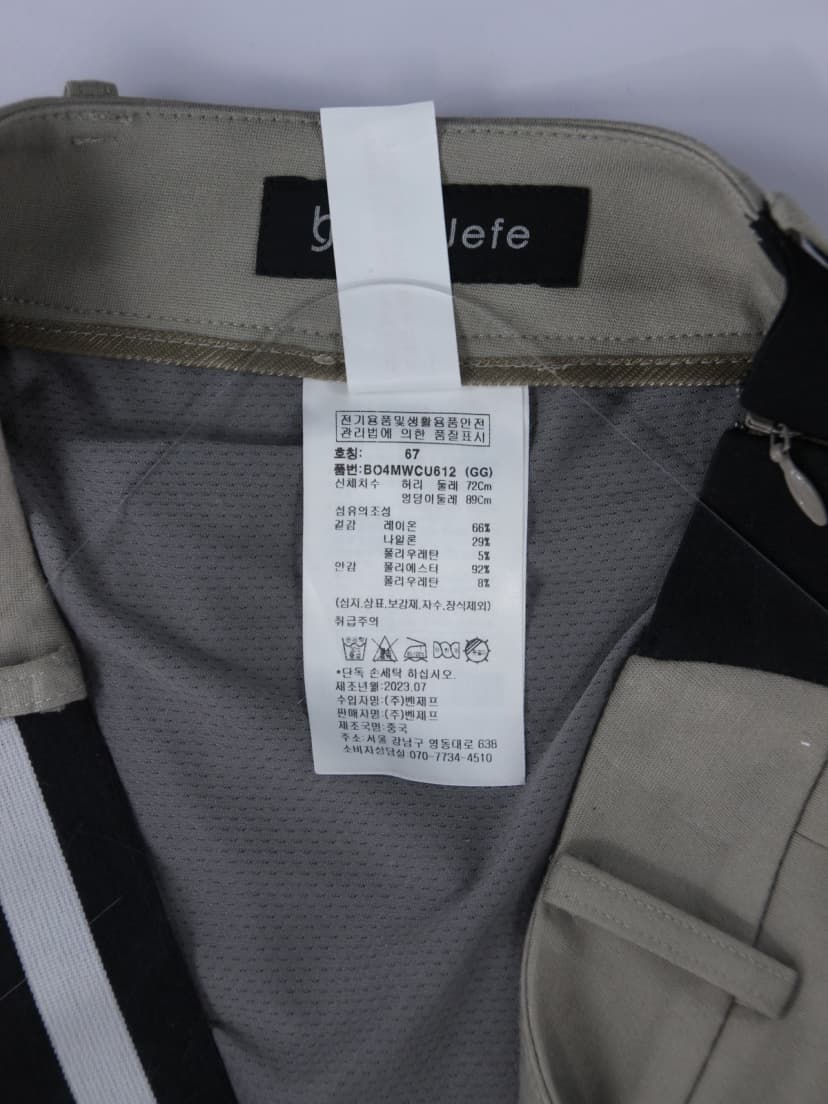 Jefe
전기용품및생활용품안전
관리법에 의한 품질표시
호칭: 67
품번:BO4MWCU612 (GG)
신체치수 허리 둘레 72Cm
엉덩이둘레 89Cm
섬유의조성
겉감 레이온 66%
나일론 29%
폴리우레탄 5%
안감 폴리에스터 92%
폴리우레탄 8%
(심지.상표.보강재.자수.장식제외)
취급주의
*단독 손세탁 하십시오.
제조년월:2023.07
수입자명:(주)벤제프
판매자명:(주)벤제프
제조국명:중국
주소:서울 강남구 영동대로 638
소비자상담실 070-7734-4510